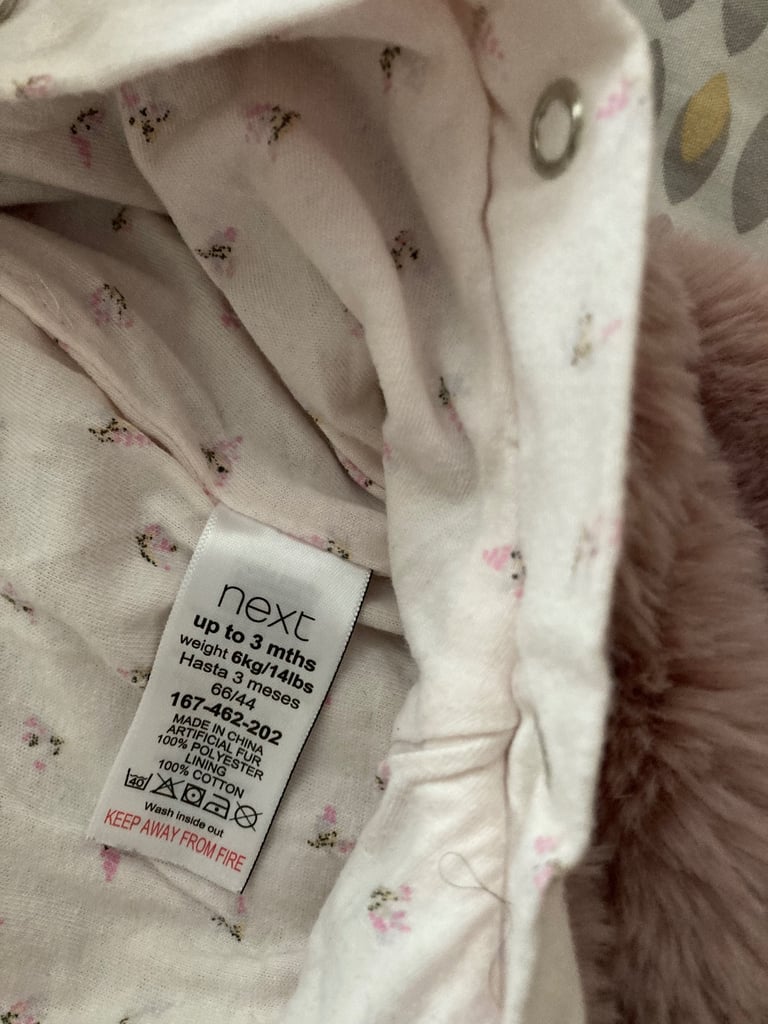 next
up to 3 mths
weight 6kg/14lbs
Hasta 3 meses
66/44
167-462-202
MADE IN CHINA
ARTIFICIAL FUR
100% POLYESTER
LINING
100% COTTON
40
Wash inside out
KEEP AWAY FROM FIRE